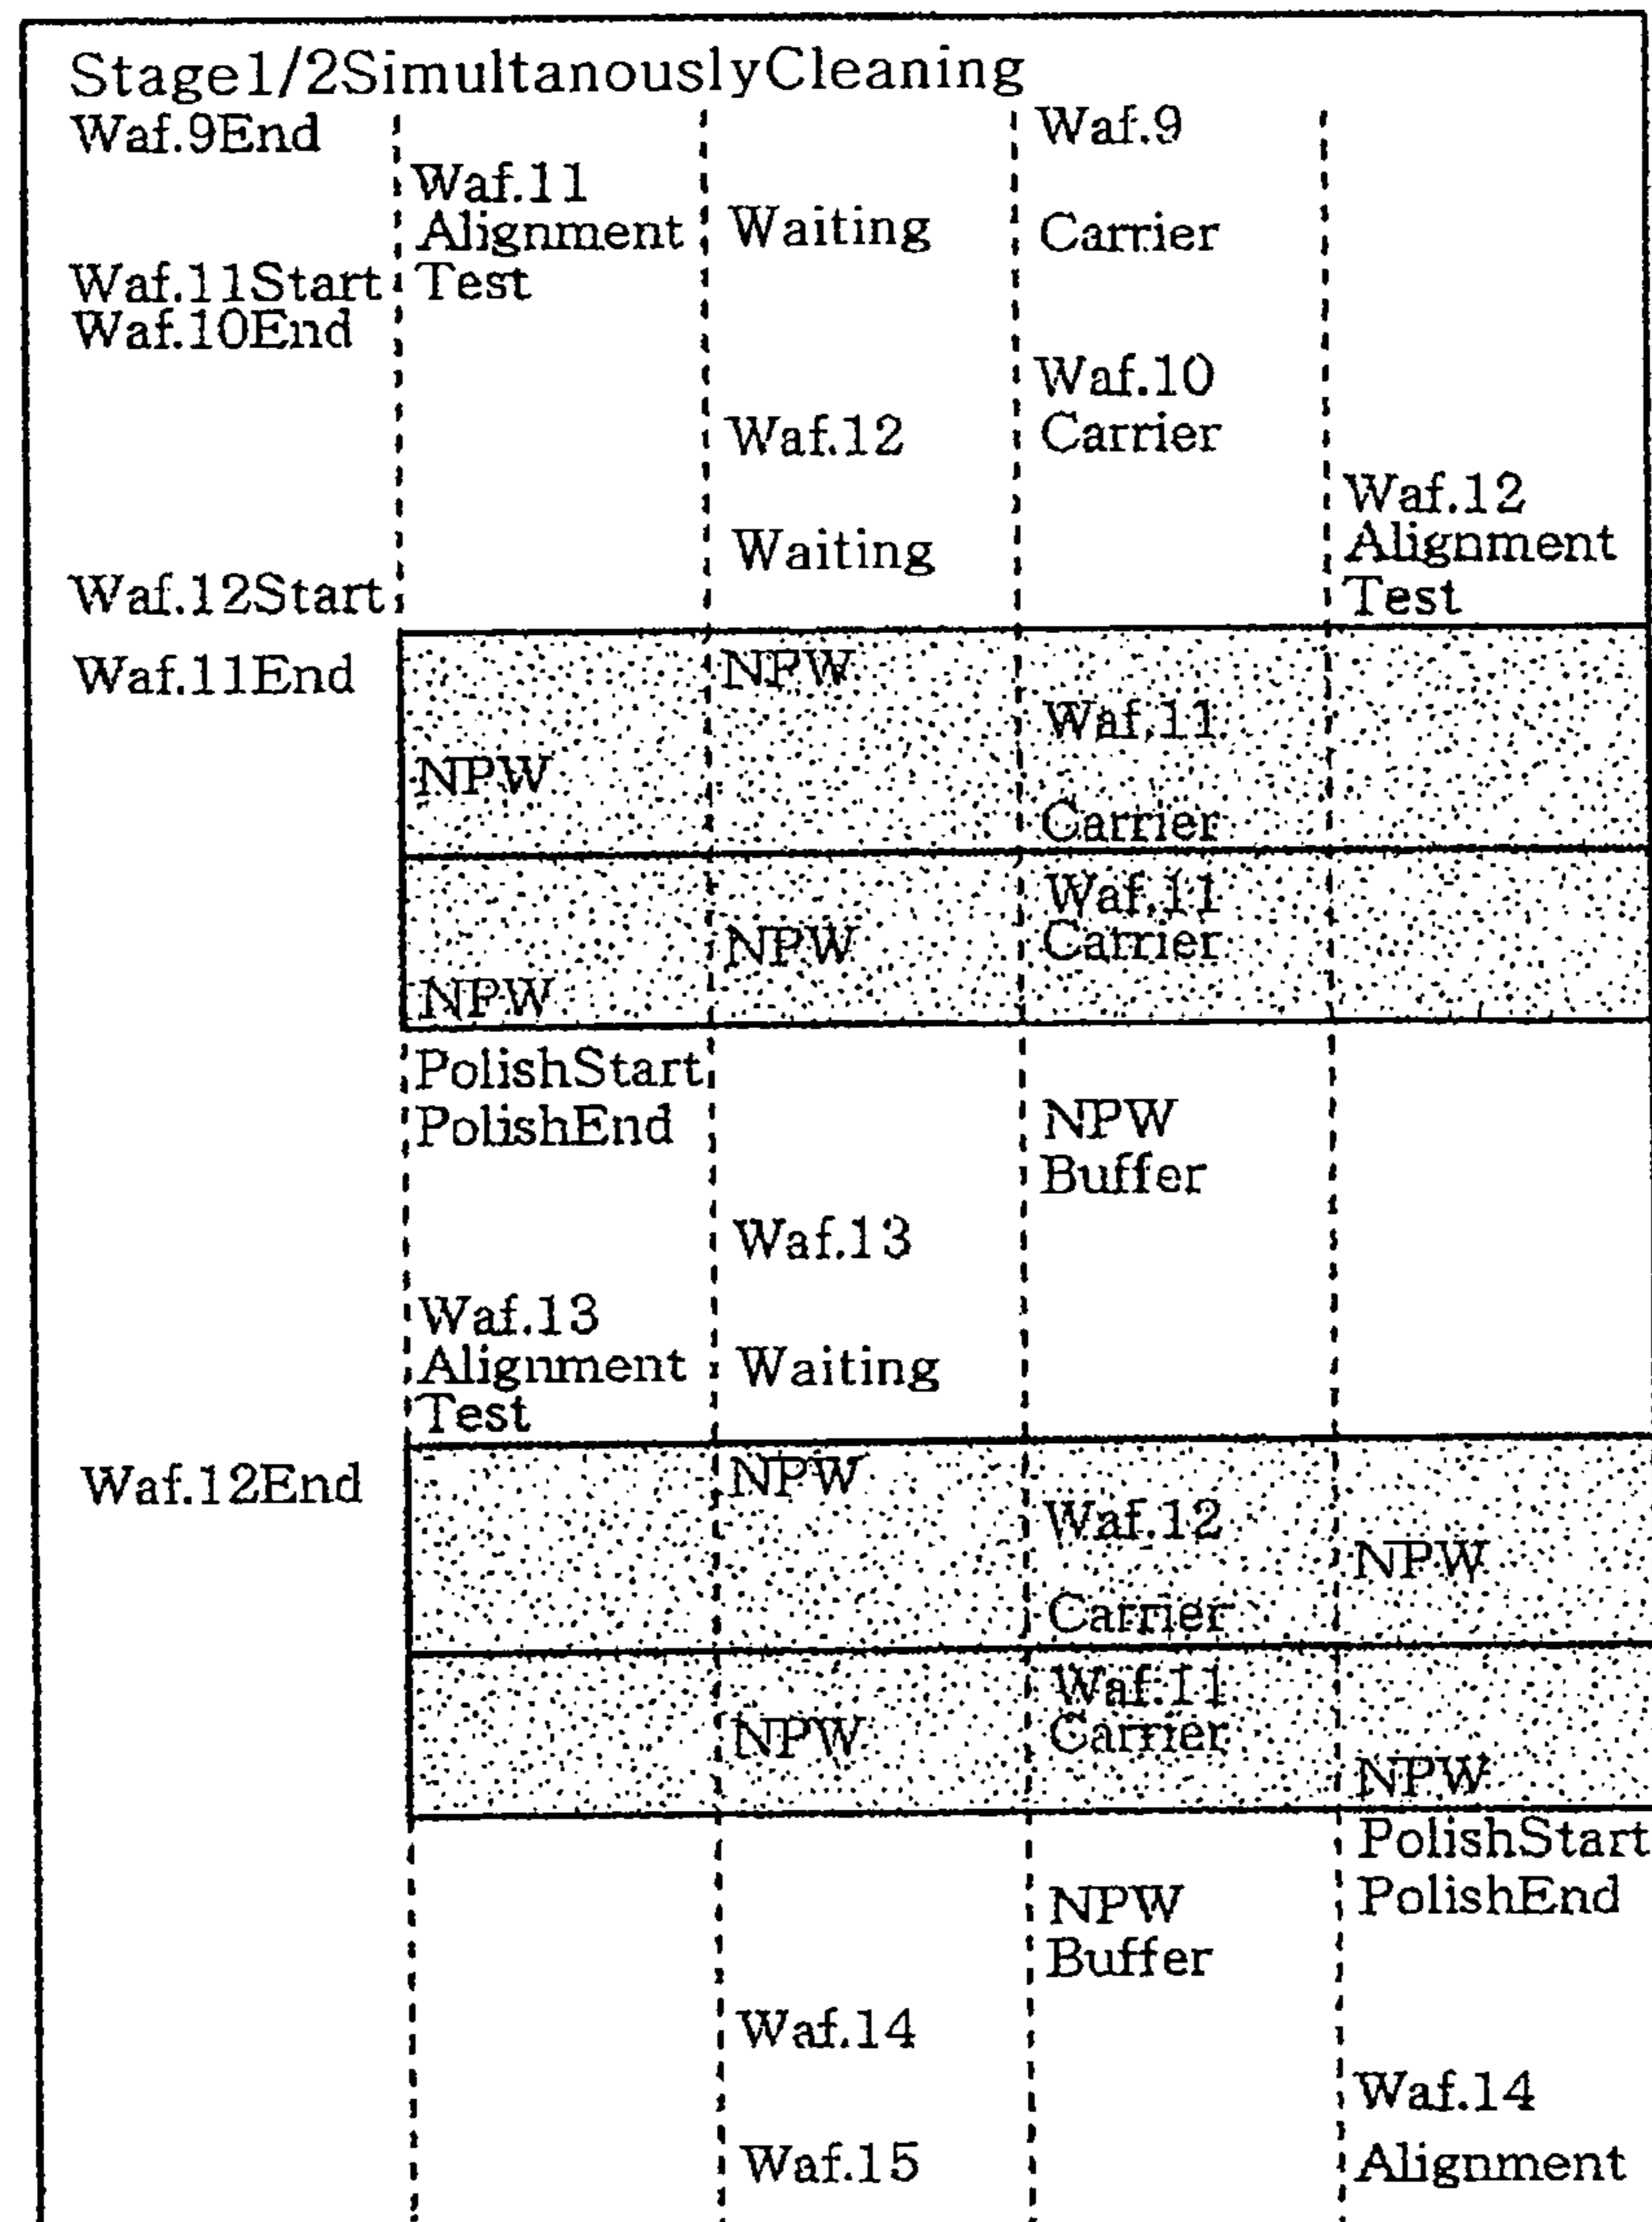 Stage1/2SimultanouslyCleaning
Waf.9End
Waf.9
Waf.11
Alignment
Waiting
Carrier
Waf.11Start
Test
Waf.10End
Waf.10
Waf.12
Carrier
Waf.12
Waiting
Alignment
Waf.12Start
Test
Waf.11End
NPW
Waf.11
NPW
Carrier
Waf.11
NPW
Carrier
NPW
PolishStart
PolishEnd
NPW
Buffer
Waf.13
Waf.13
Alignment
Waiting
Test
Waf.12End
NPW
Waf.12
NPW
Carrier
Waf.11
NPW
Carrier
NPW
PolishStart
NPW
PolishEnd
Buffer
Waf.14
Waf.14
Waf.15
Alignment